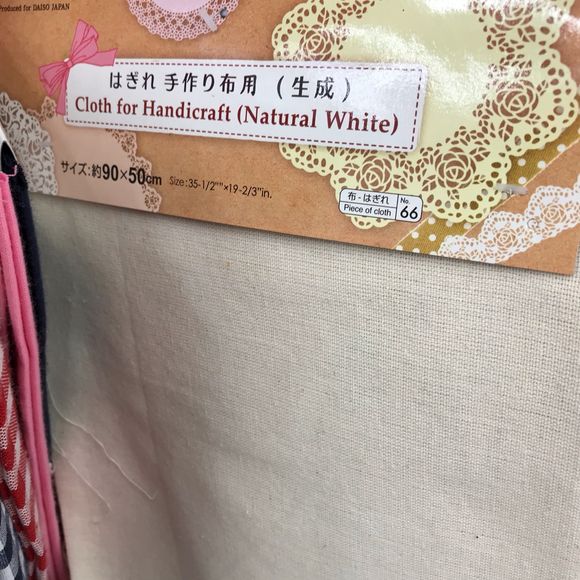 Produced for DAISO JAPAN
はぎれ 手作り布用 (生成)
Cloth for Handicraft (Natural White)
サイズ:約90×50cm Size:35-1/2""×19-2/3"in.
布・はぎれ No.
Piece of cloth 66